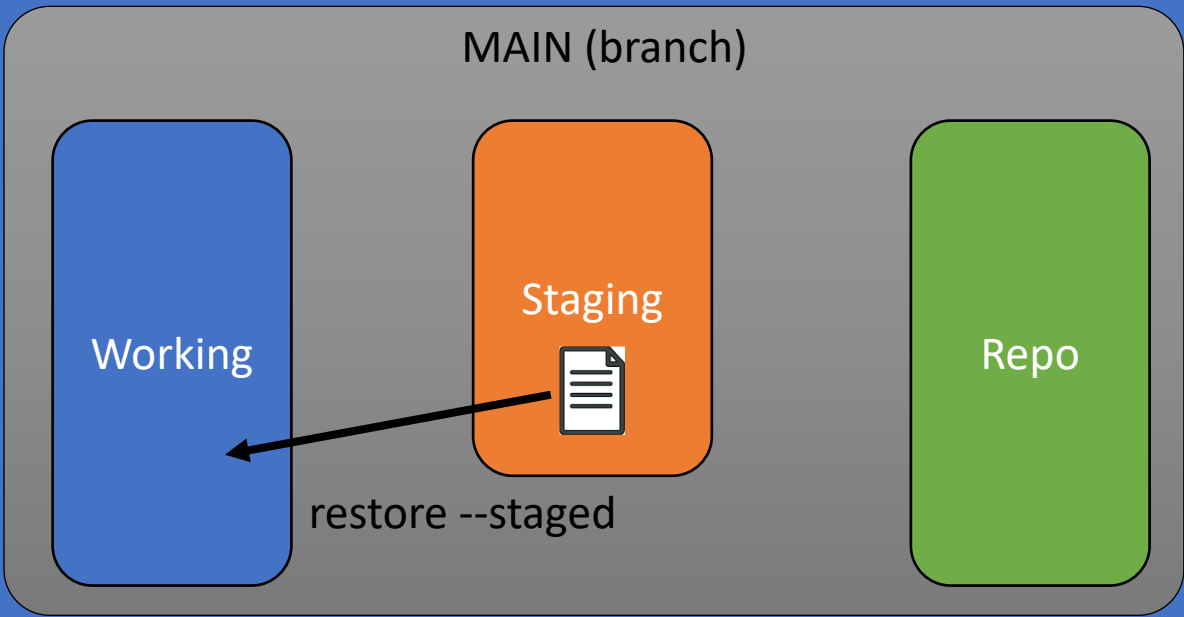 MAIN (branch)
Working
Staging
Repo
restore --staged